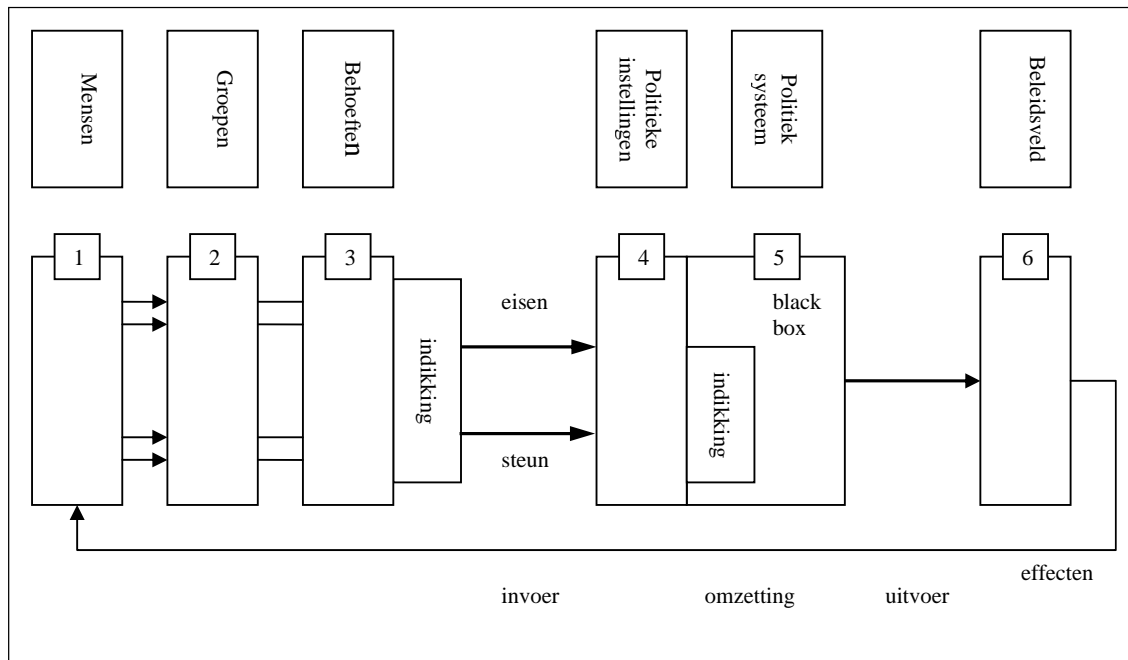 Mensen
Groepen
Behoeften
Politieke
instellingen
Politiek
systeem
Beleidsveld
1
2
3
4
5
6
indikking
eisen
steun
black
box
indikking
effecten
invoer
omzetting
uitvoer